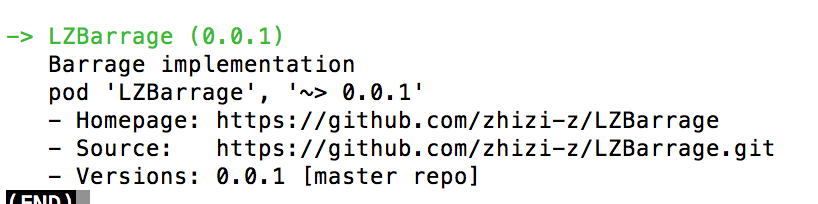 -> LZBarrage (0.0.1)
Barrage implementation
pod 'LZBarrage', '~> 0.0.1'
- Homepage: https://github.com/zhizi-z/LZBarrage
- Source:   https://github.com/zhizi-z/LZBarrage.git
- Versions: 0.0.1 [master repo]
(END)